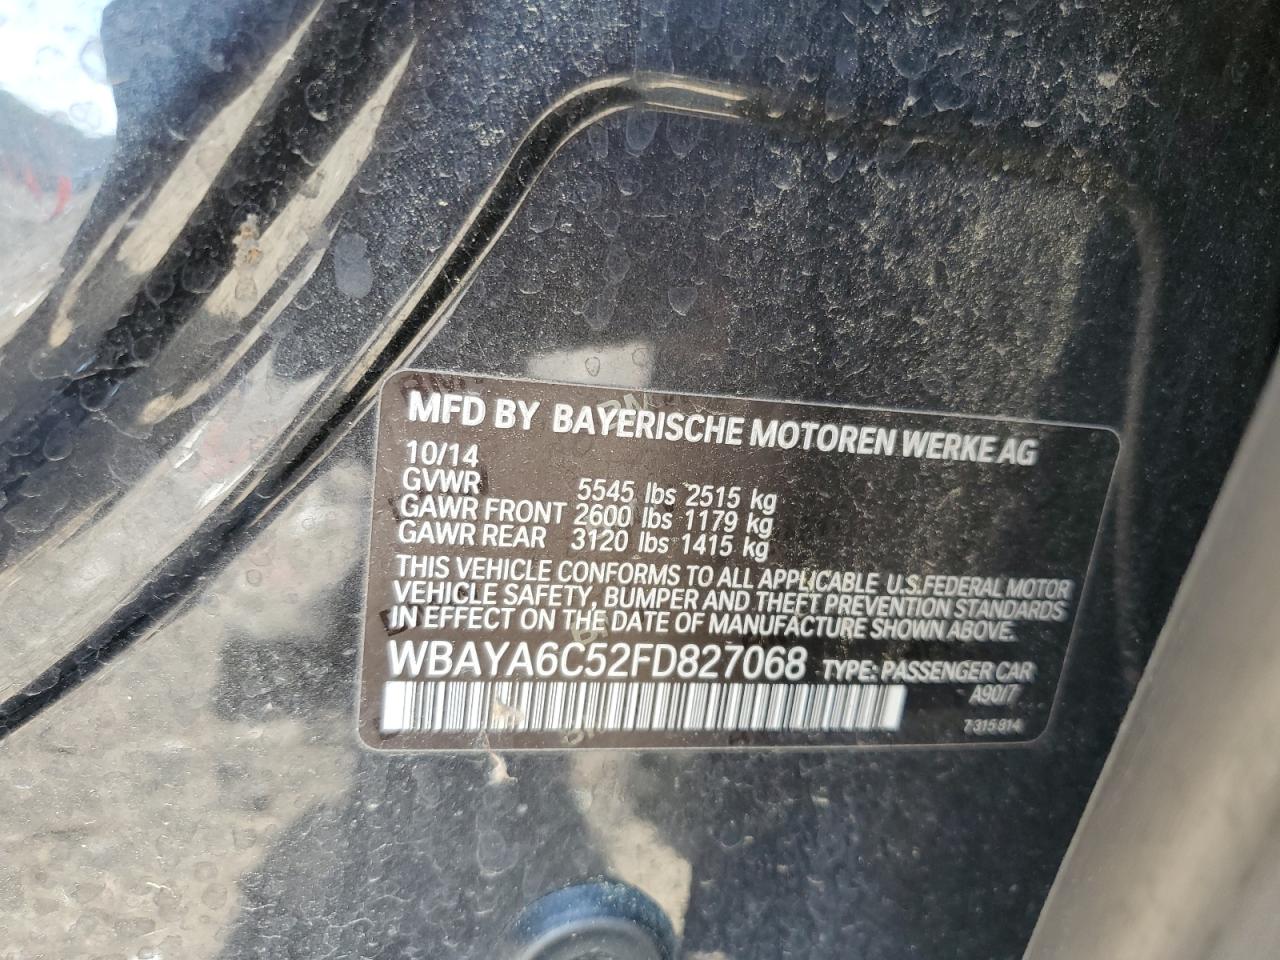 MFD BY BAYERISCHE MOTOREN WERKE AG
10/14
GVWR 5545 lbs 2515 kg
GAWR FRONT 2600 lbs 1179 kg
GAWR REAR 3120 lbs 1415 kg
THIS VEHICLE CONFORMS TO ALL APPLICABLE U.S. FEDERAL MOTOR
VEHICLE SAFETY, BUMPER AND THEFT PREVENTION STANDARDS
IN EFFECT ON THE DATE OF MANUFACTURE SHOWN ABOVE.
WBAYA6C52FD827068 TYPE: PASSENGER CAR
A90/7
7 315 814